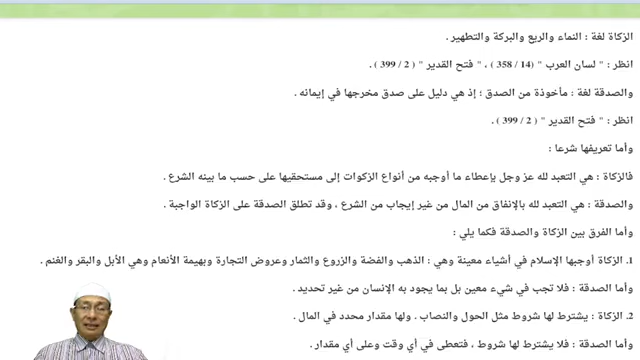 الزكاة لغة : النماء والريع والبركة والتطهير .
انظر : " لسان العرب " (14 / 358 ) ، " فتح القدير " ( 2 / 399 ) .
والصدقة لغة : مأخوذة من الصدق ؛ إذ هي دليل على صدق مخرجها في إيمانه .
انظر : " فتح القدير " ( 2 / 399 ) .
وأما تعريفها شرعا :
فالزكاة : هي التعبد لله عز وجل بإعطاء ما أوجبه من أنواع الزكوات إلى مستحقيها على حسب ما بينه الشرع .
والصدقة : هي التعبد لله بالإنفاق من المال من غير إيجاب من الشرع ، وقد تطلق الصدقة على الزكاة الواجبة .
وأما الفرق بين الزكاة والصدقة فكما يلي :
1. الزكاة أوجبها الإسلام في أشياء معينة وهي : الذهب والفضة والزروع والثمار وعروض التجارة وبهيمة الأنعام وهي الأبل والبقر والغنم .
وأما الصدقة : فلا تجب في شيء معين بل بما يجود به الإنسان من غير تحديد .
2. الزكاة : يشترط لها شروط مثل الحول والنصاب . ولها مقدار محدد في المال .
وأما الصدقة : فلا يشترط لها شروط ، فتعطى في أي وقت وعلى أي مقدار .